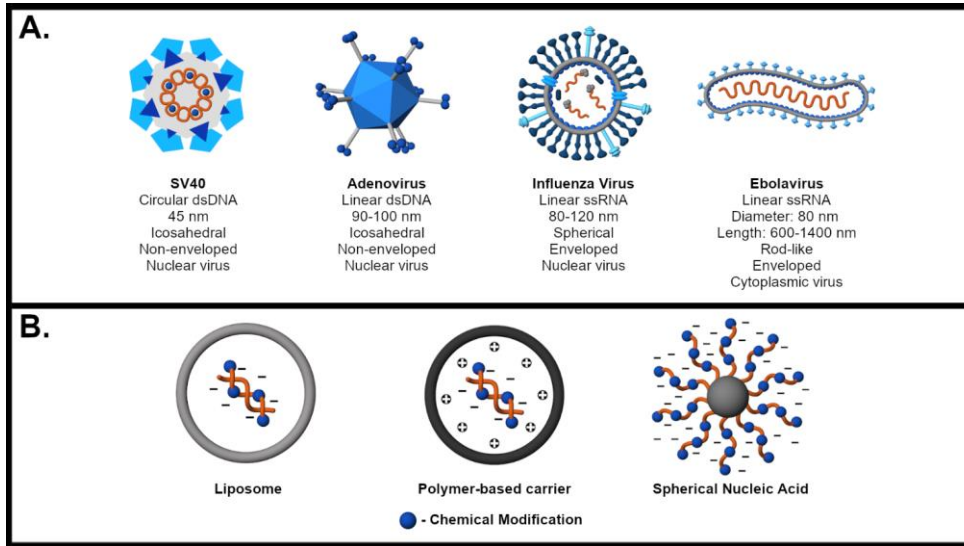 A.
SV40
Circular dsDNA
45 nm
Icosahedral
Non-enveloped
Nuclear virus
Adenovirus
Linear dsDNA
90-100 nm
Icosahedral
Non-enveloped
Nuclear virus
Influenza Virus
Linear ssRNA
80-120 nm
Spherical
Enveloped
Nuclear virus
Ebolavirus
Linear ssRNA
Diameter: 80 nm
Length: 600-1400 nm
Rod-like
Enveloped
Cytoplasmic virus
B.
Liposome
Polymer-based carrier
Spherical Nucleic Acid
- Chemical Modification